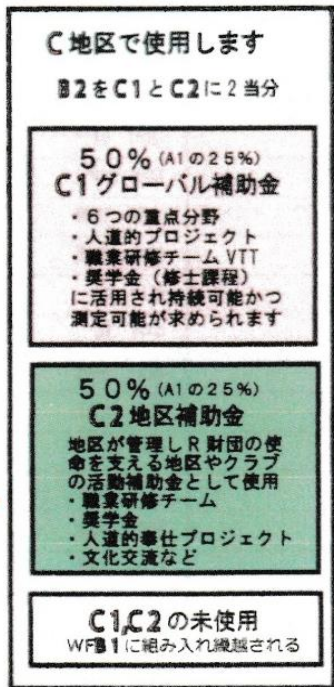 C地区で使用します
B2をC1とC2に2当分
50%(A1の25%)
C1グローバル補助金
・6つの重点分野
・人道的プロジェクト
・職業研修チームVTT
・奨学金(修士課程)
に活用され持続可能かつ
測定可能が求められます
50%(A1の25%)
C2地区補助金
地区が管理しR財団の使
命を支える地区やクラブ
の活動補助金として使用
・職業研修チーム
・奨学金
・人道的奉仕プロジェクト
・文化交流など
C1,C2の未使用
WFB1に組み入れ繰越される